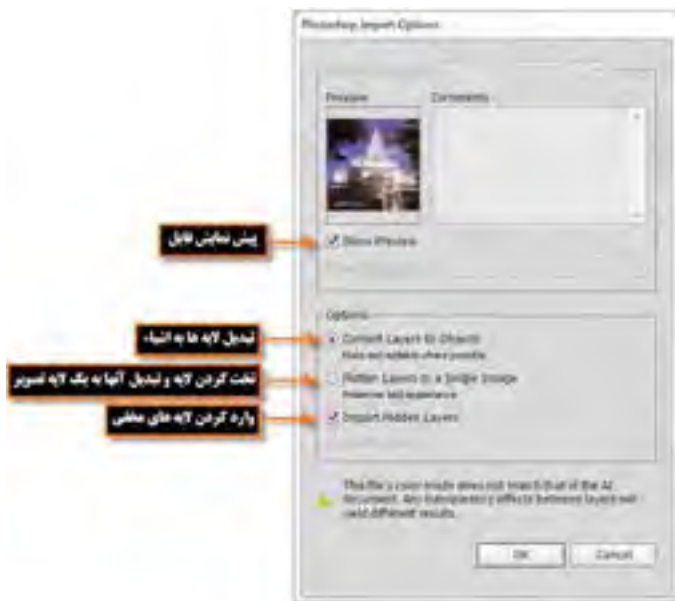 Photoshop Import Options
Preview
Comments
پیش نمایش فایل
Show Preview
Options
تبدیل لایه ها به اشیاء
Convert Layers to Objects
Make text editable where possible
تخت کردن لایه و تبدیل آنها به یک لایه تصویر
Flatten Layers to a Single Image
Preserves text appearance
وارد کردن لایه های مخفی
Import Hidden Layers
This file's color mode does not match that of the AI
document. Any transparency effects between layers will
yield different results.
OK
Cancel